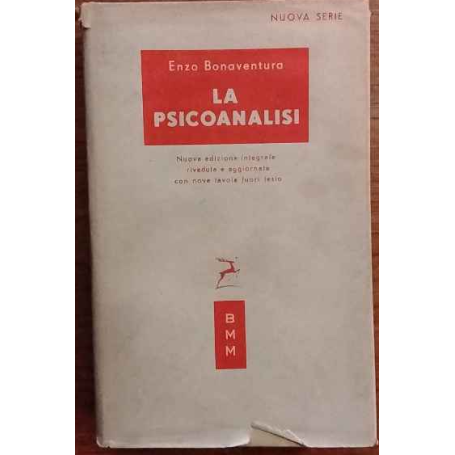 NUOVA SERIE
Enzo Bonaventura
LA
PSICOANALISI
Nuova edizione integrale
riveduta e aggiornata
con nove tavole fuori testo
B
M
M